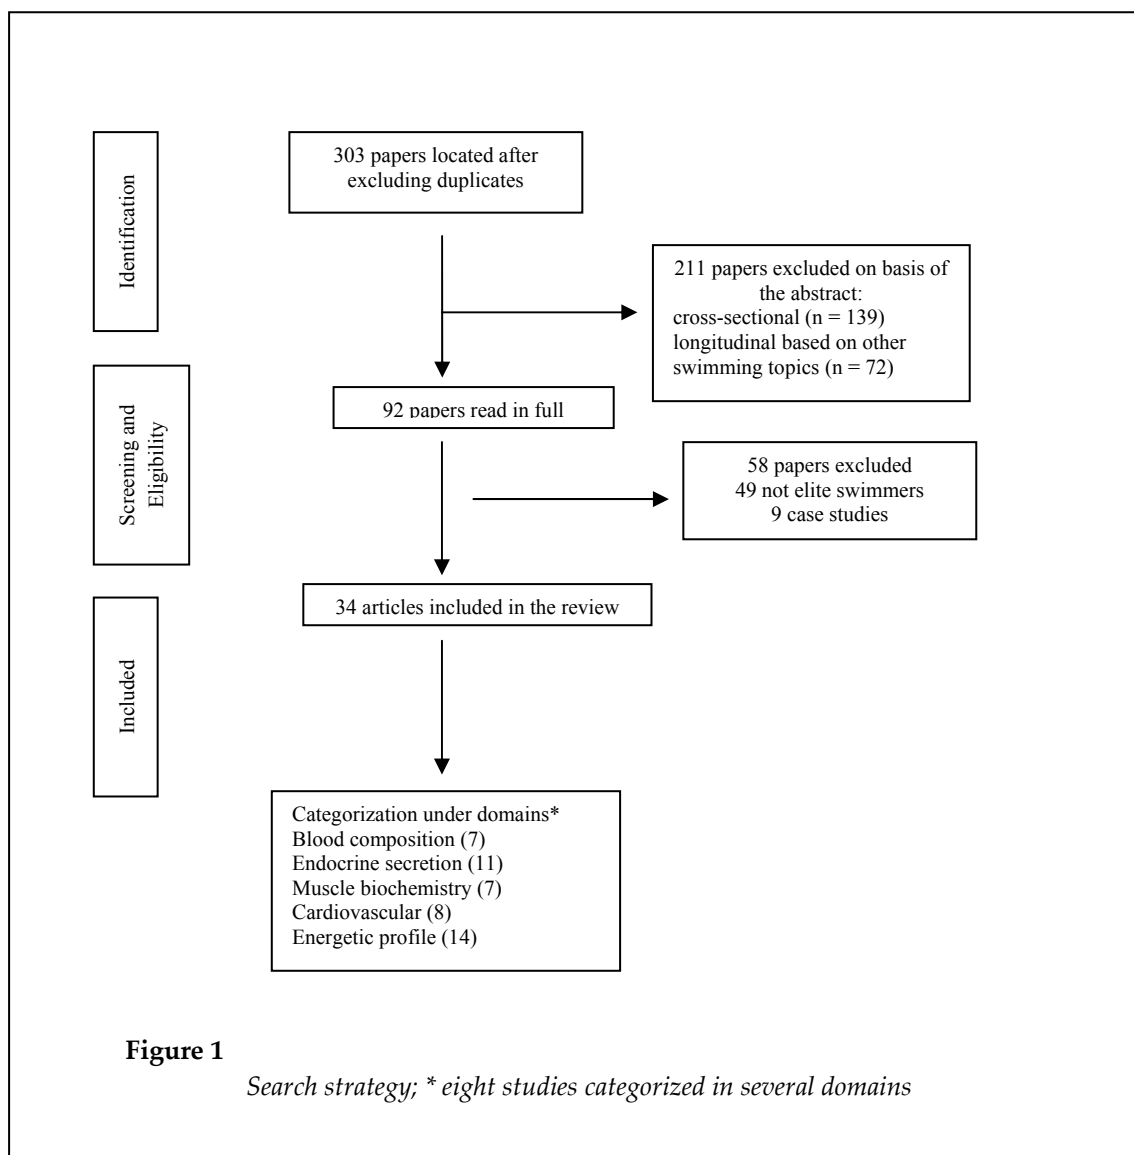 Identification
303 papers located after
excluding duplicates
211 papers excluded on basis of
the abstract:
cross-sectional (n = 139)
longitudinal based on other
swimming topics (n = 72)
Screening and
Eligibility
92 papers read in full
58 papers excluded
49 not elite swimmers
9 case studies
Included
34 articles included in the review
Categorization under domains*
Blood composition (7)
Endocrine secretion (11)
Muscle biochemistry (7)
Cardiovascular (8)
Energetic profile (14)
Figure 1
Search strategy; * eight studies categorized in several domains